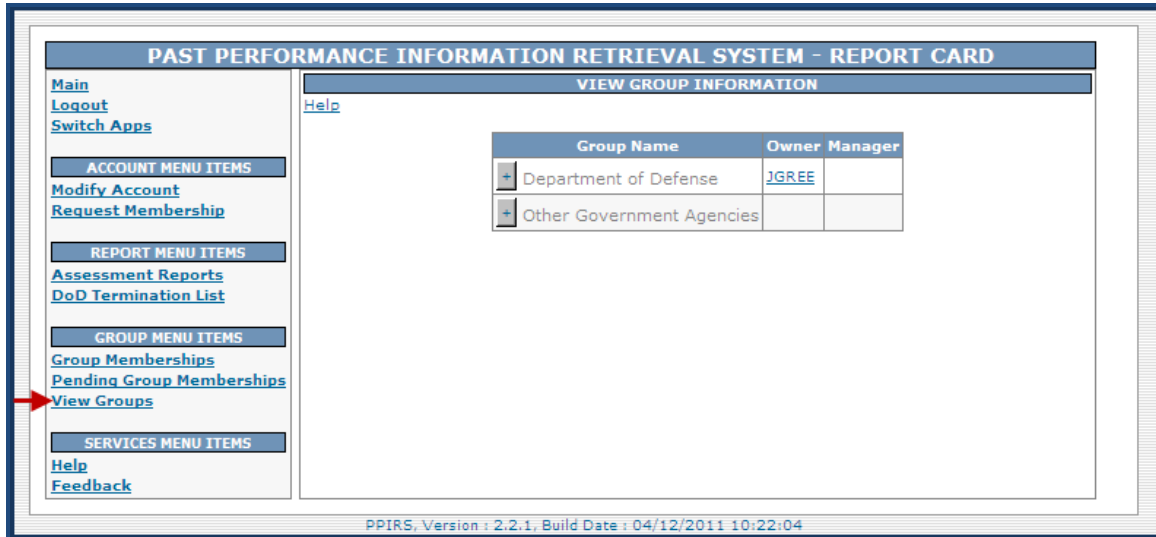 PAST PERFORMANCE INFORMATION RETRIEVAL SYSTEM - REPORT CARD
Main
Logout
Switch Apps
ACCOUNT MENU ITEMS
Modify Account
Request Membership
REPORT MENU ITEMS
Assessment Reports
DoD Termination List
GROUP MENU ITEMS
Group Memberships
Pending Group Memberships
View Groups
SERVICES MENU ITEMS
Help
Feedback
VIEW GROUP INFORMATION
Help
Group Name Owner Manager
+ Department of Defense JGREE
+ Other Government Agencies
PPIRS, Version : 2.2.1, Build Date : 04/12/2011 10:22:04